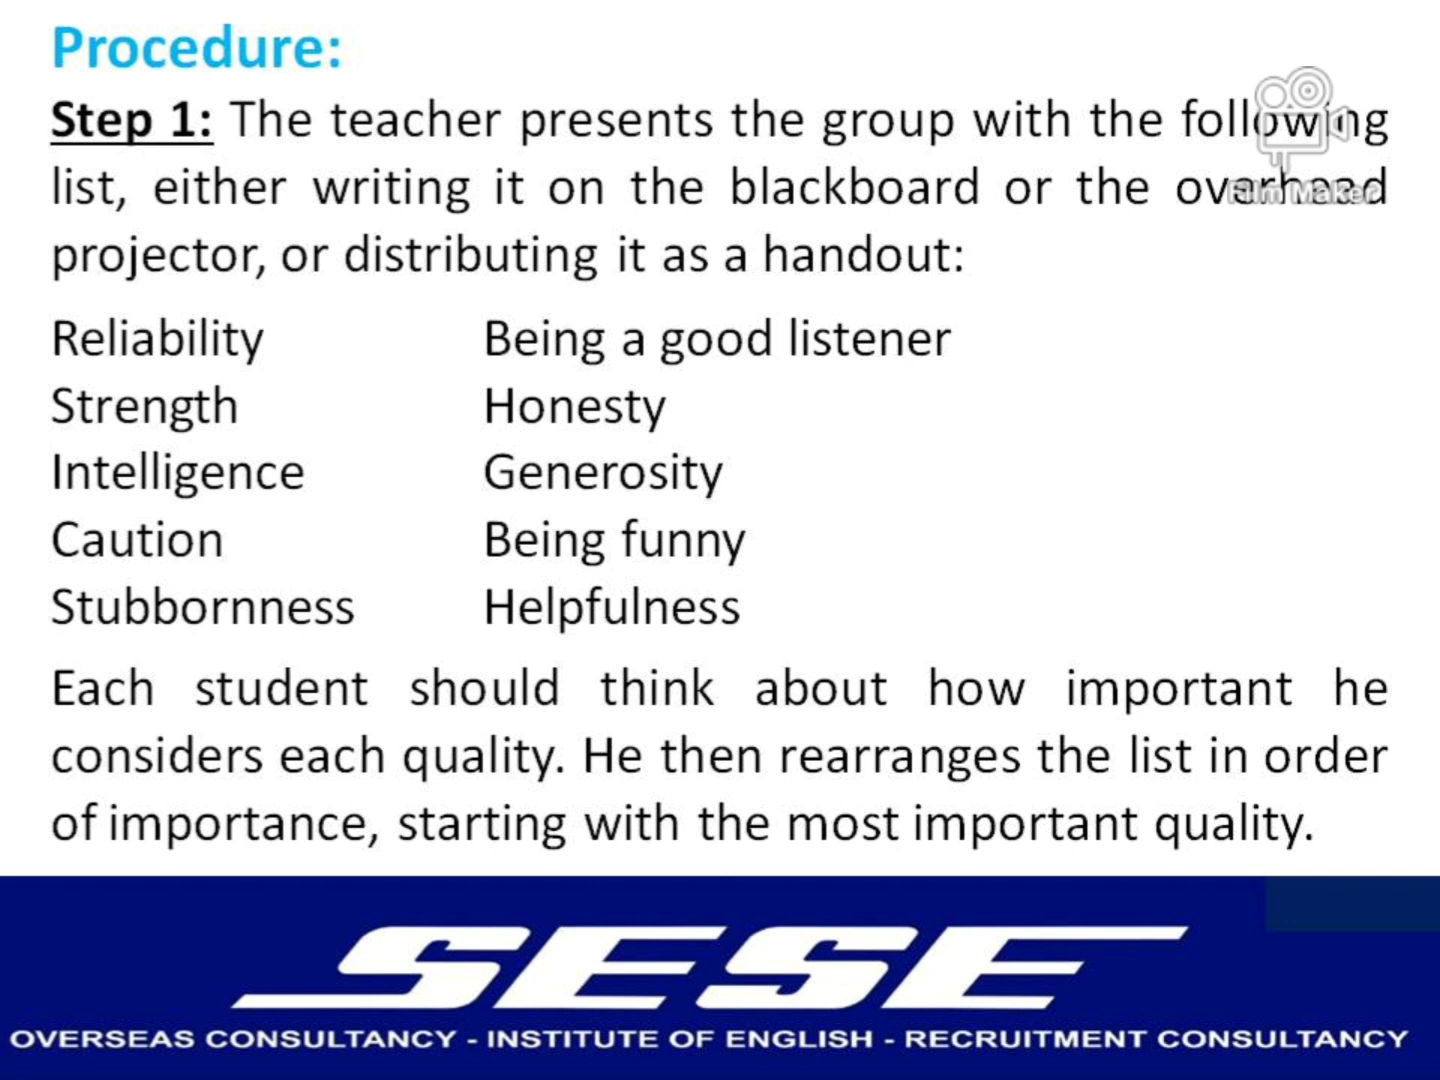 Procedure:
Step 1: The teacher presents the group with the following
list, either writing it on the blackboard or the overhead
projector, or distributing it as a handout:
Reliability Being a good listener
Strength Honesty
Intelligence Generosity
Caution Being funny
Stubbornness Helpfulness
Each student should think about how important he
considers each quality. He then rearranges the list in order
of importance, starting with the most important quality.
Film Maker
SESE
OVERSEAS CONSULTANCY - INSTITUTE OF ENGLISH - RECRUITMENT CONSULTANCY